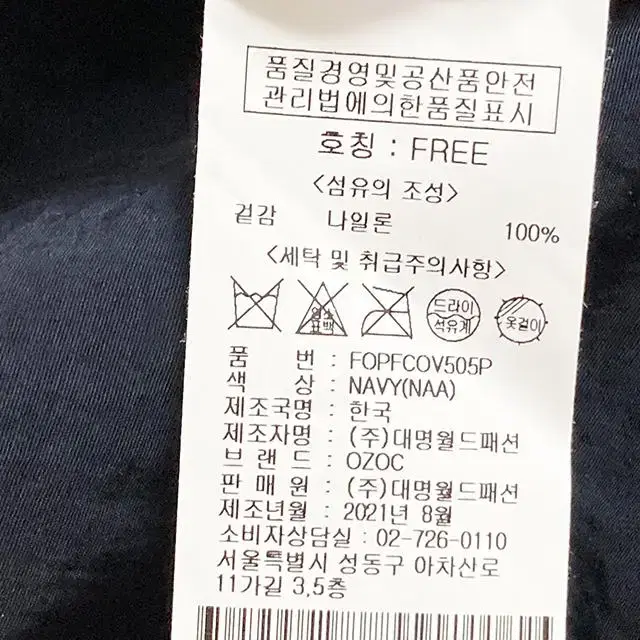 품질경영및공산품안전
관리법에의한품질표시
호칭 : FREE
<섬유의 조성>
겉감 나일론 100%
<세탁 및 취급주의사항>
염소 표백 드라이 석유계 옷걸이
품 번 : FOPFCOV505P
색 상 : NAVY(NAA)
제조국명 : 한국
제조자명 : (주)대명월드패션
브 랜 드 : OZOC
판 매 원 : (주)대명월드패션
제조년월 : 2021년 8월
소비자상담실 : 02-726-0110
서울특별시 성동구 아차산로
11가길 3,5층